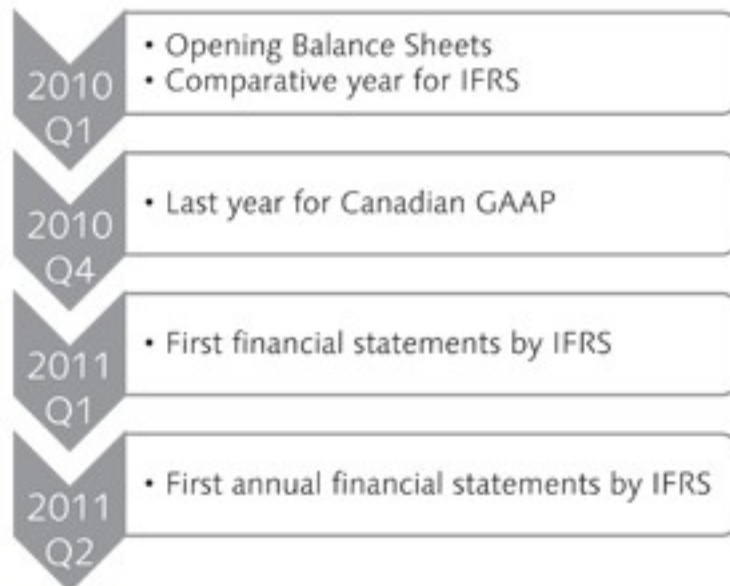 2010
Q1
• Opening Balance Sheets
• Comparative year for IFRS
2010
Q4
• Last year for Canadian GAAP
2011
Q1
• First financial statements by IFRS
2011
Q2
• First annual financial statements by IFRS